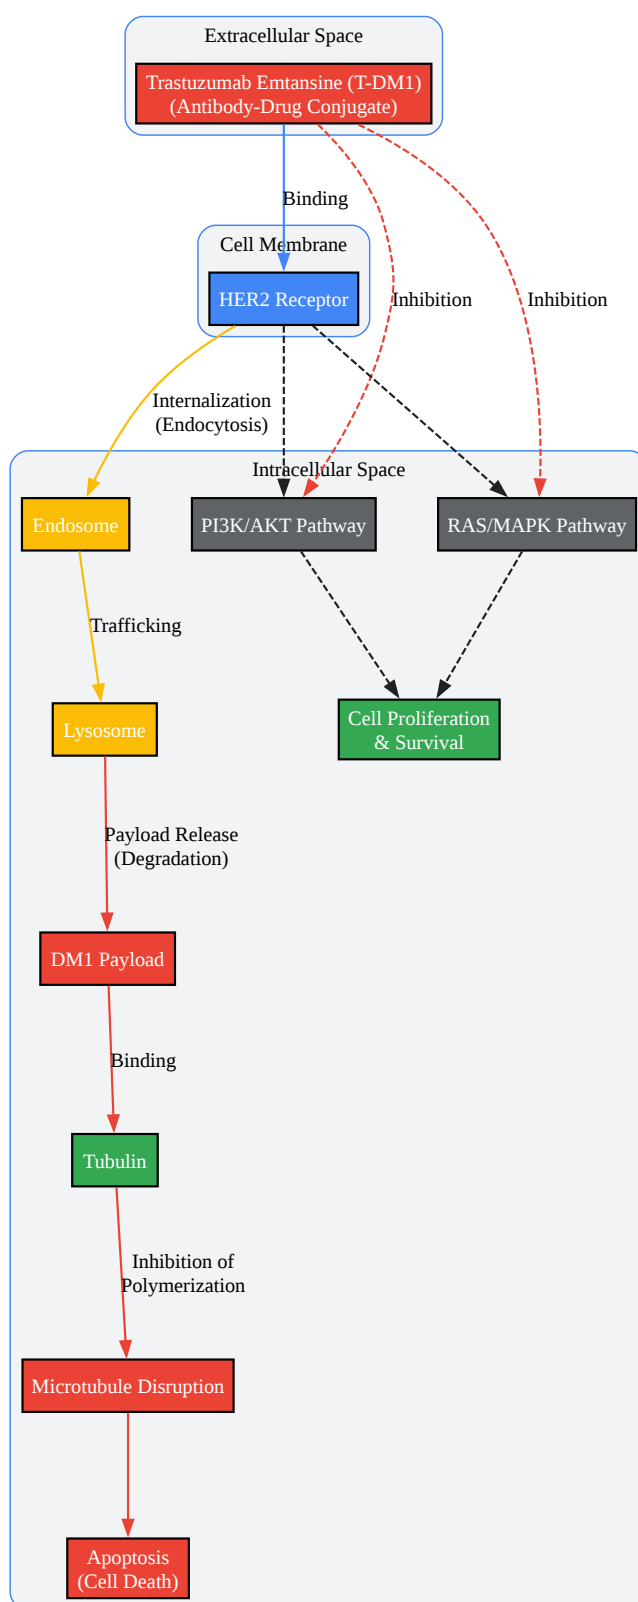 Extracellular Space
Trastuzumab Emtansine (T-DM1)
(Antibody-Drug Conjugate)
Binding
Cell Membrane
HER2 Receptor
Inhibition
Inhibition
Internalization
(Endocytosis)
Intracellular Space
Endosome
PI3K/AKT Pathway
RAS/MAPK Pathway
Trafficking
Lysosome
Cell Proliferation
& Survival
Payload Release
(Degradation)
DM1 Payload
Binding
Tubulin
Inhibition of
Polymerization
Microtubule Disruption
Apoptosis
(Cell Death)